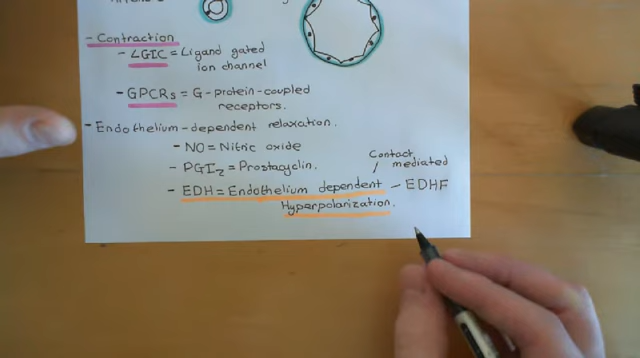 - Contraction
- LGIC = Ligand gated
ion channel
- GPCRs = G-protein-coupled
receptors.
- Endothelium-dependent relaxation.
- NO = Nitric oxide
- PGI2 = Prostacyclin.
Contact
/ mediated
- EDH = Endothelium dependent - EDHF
Hyperpolarization.